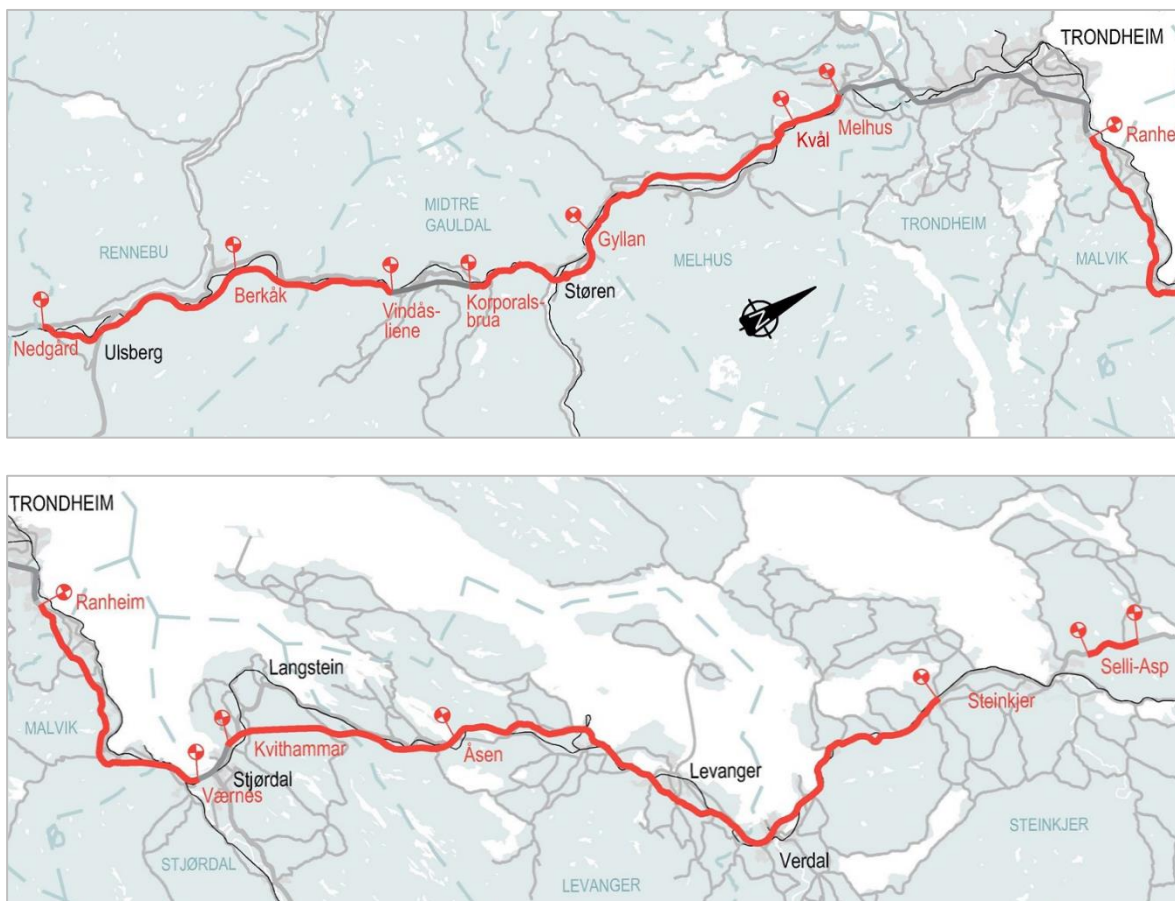 TRONDHEIM
Ranhe
Melhus
Kvål
MIDTRE
GAULDAL
TRONDHEIM
RENNEBU
Gyllan
MELHUS
MALVIK
Berkåk
Vindås-
liene
Korporals-
brua
Støren
N
Nedgård
Ulsberg
TRONDHEIM
Ranheim
Langstein
Selli-Asp
Steinkjer
MALVIK
Kvithammar
Åsen
Stjørdal
Værnes
Levanger
STEINKJER
Verdal
STJØRDAL
LEVANGER